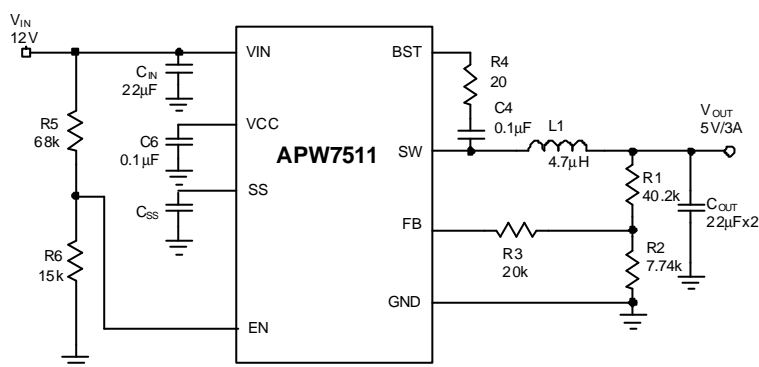 VIN
12V
CIN
22µF
R5
68k
R6
15k
C6
0.1µF
CSS
VIN
VCC
SS
EN
APW7511
BST
SW
FB
GND
R4
20
C4
0.1µF
L1
4.7µH
R3
20k
R1
40.2k
R2
7.74k
VOUT
5V/3A
COUT
22µFx2